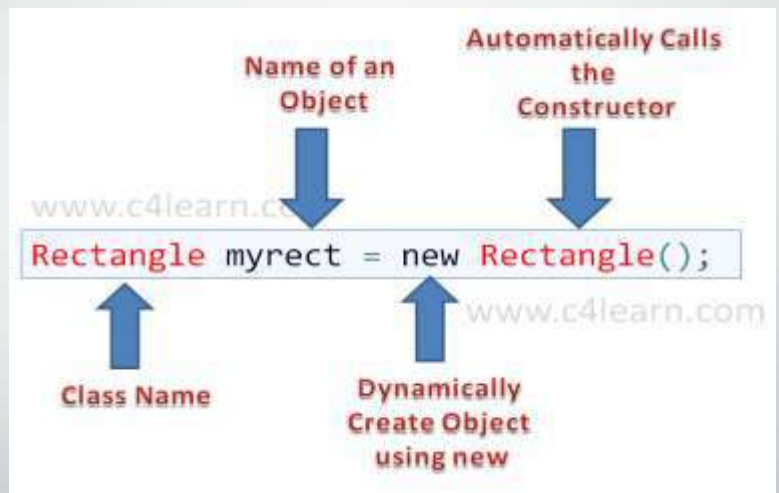 Name of an
Object
Automatically Calls
the
Constructor
www.c4learn.co
Rectangle myrect = new Rectangle();
www.c4learn.com
Class Name
Dynamically
Create Object
using new